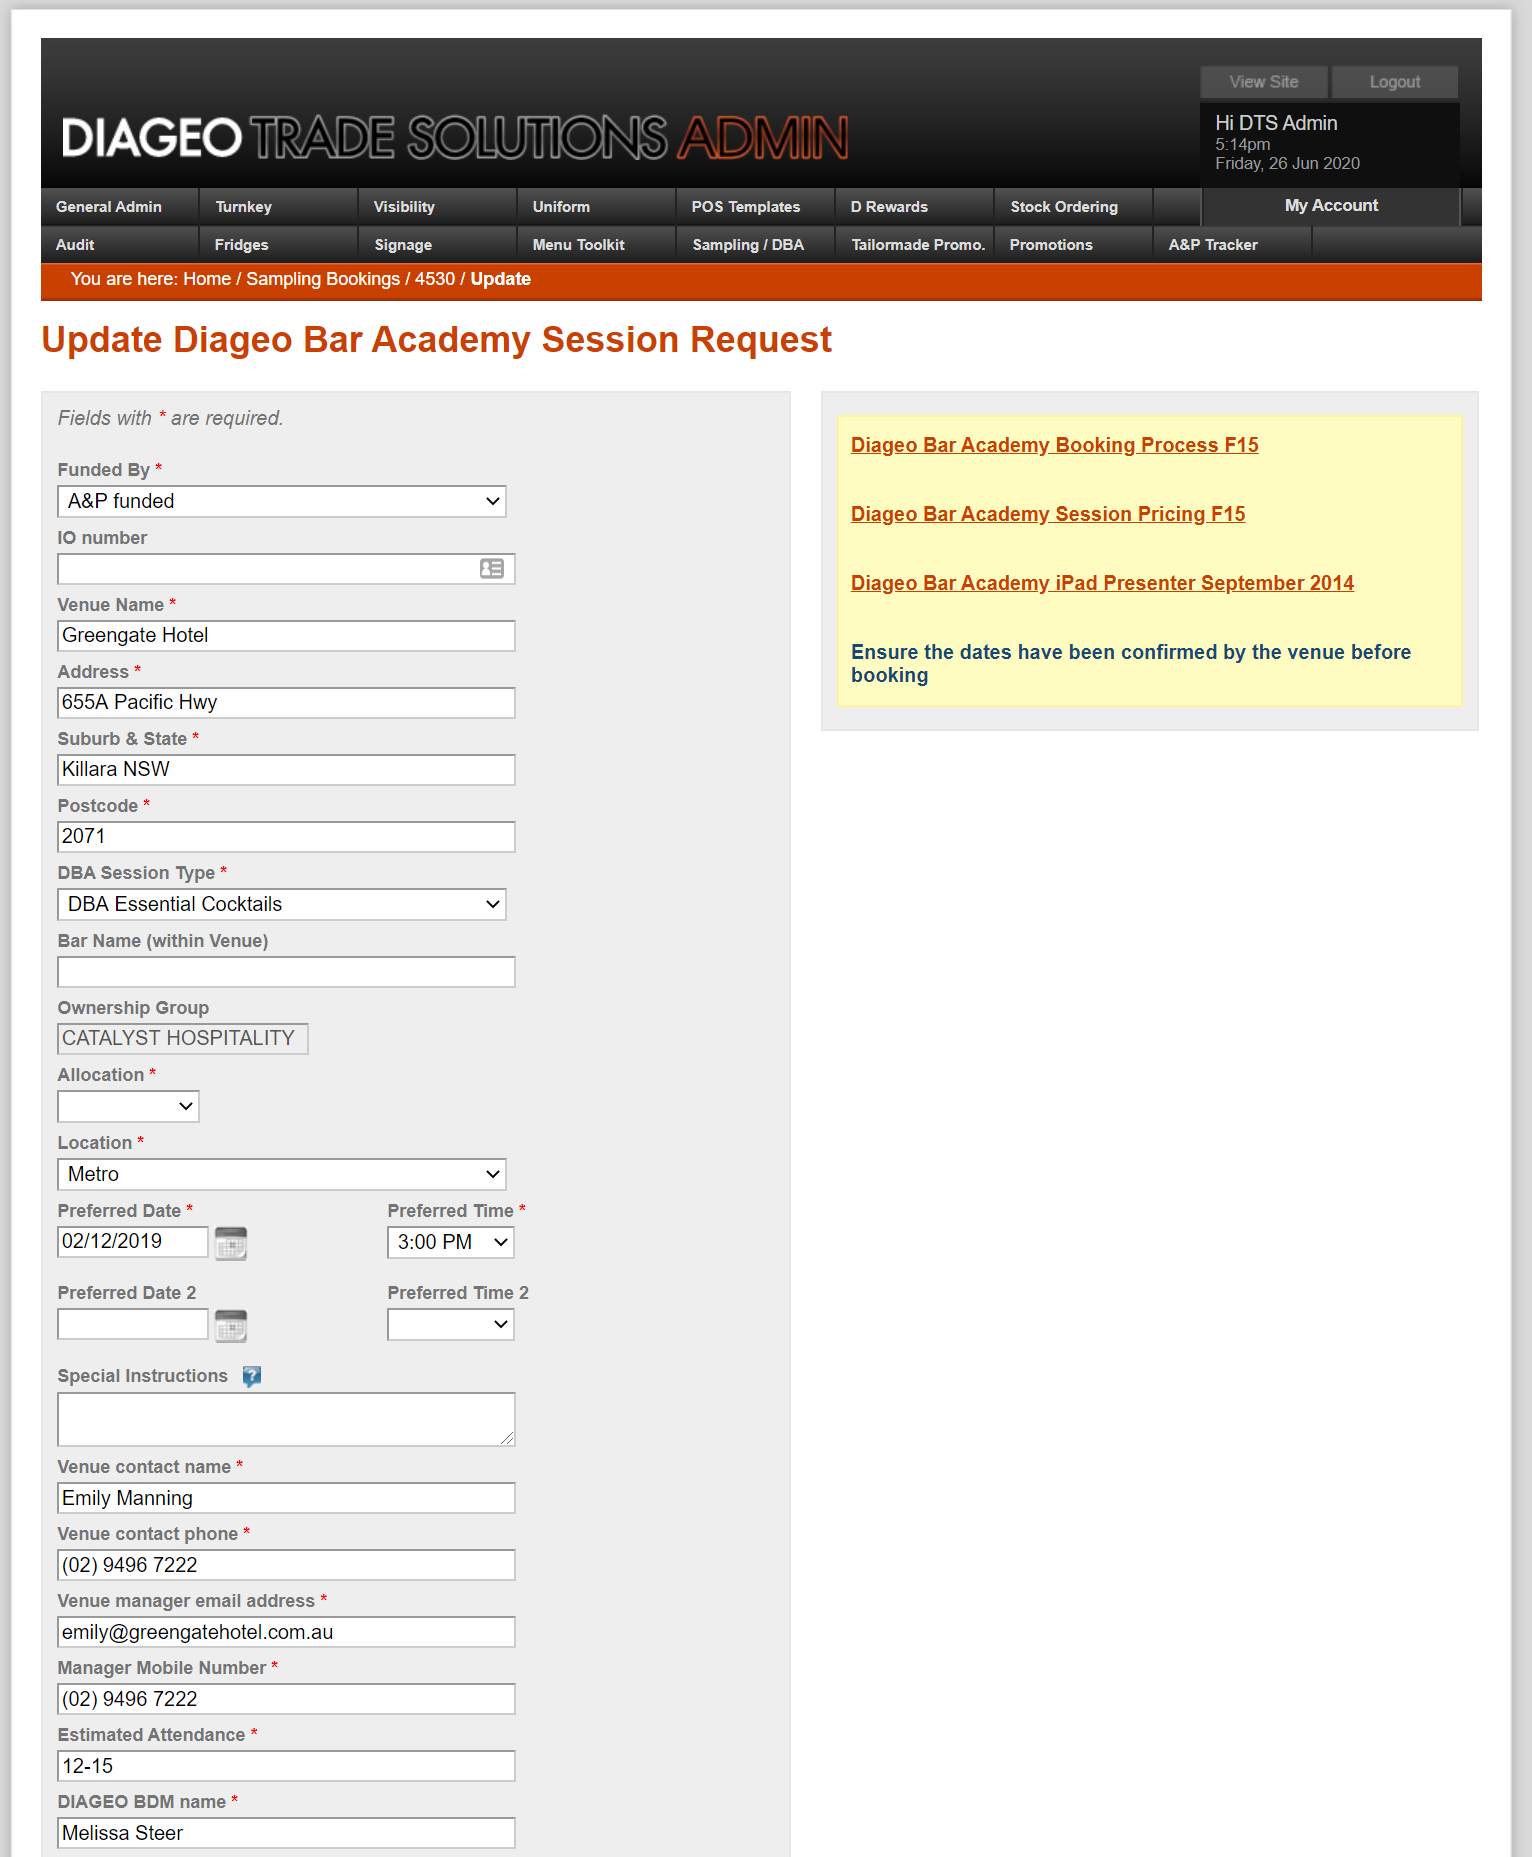 View Site
Logout
DIAGEO TRADE SOLUTIONS ADMIN
Hi DTS Admin
5:14pm
Friday, 26 Jun 2020
General Admin
Turnkey
Visibility
Uniform
POS Templates
D Rewards
Stock Ordering
My Account
Audit
Fridges
Signage
Menu Toolkit
Sampling / DBA
Tailormade Promo.
Promotions
A&P Tracker
You are here: Home / Sampling Bookings / 4530 / Update
Update Diageo Bar Academy Session Request
Fields with * are required.
Funded By *
A&P funded
IO number
Venue Name *
Greengate Hotel
Address *
655A Pacific Hwy
Suburb & State *
Killara NSW
Postcode *
2071
DBA Session Type *
DBA Essential Cocktails
Bar Name (within Venue)
Ownership Group
CATALYST HOSPITALITY
Allocation *
Location *
Metro
Preferred Date *
Preferred Time *
02/12/2019
3:00 PM
Preferred Date 2
Preferred Time 2
Special Instructions ?
Venue contact name *
Emily Manning
Venue contact phone *
(02) 9496 7222
Venue manager email address *
emily@greengatehotel.com.au
Manager Mobile Number *
(02) 9496 7222
Estimated Attendance *
12-15
DIAGEO BDM name *
Melissa Steer
Diageo Bar Academy Booking Process F15
Diageo Bar Academy Session Pricing F15
Diageo Bar Academy iPad Presenter September 2014
Ensure the dates have been confirmed by the venue before
booking